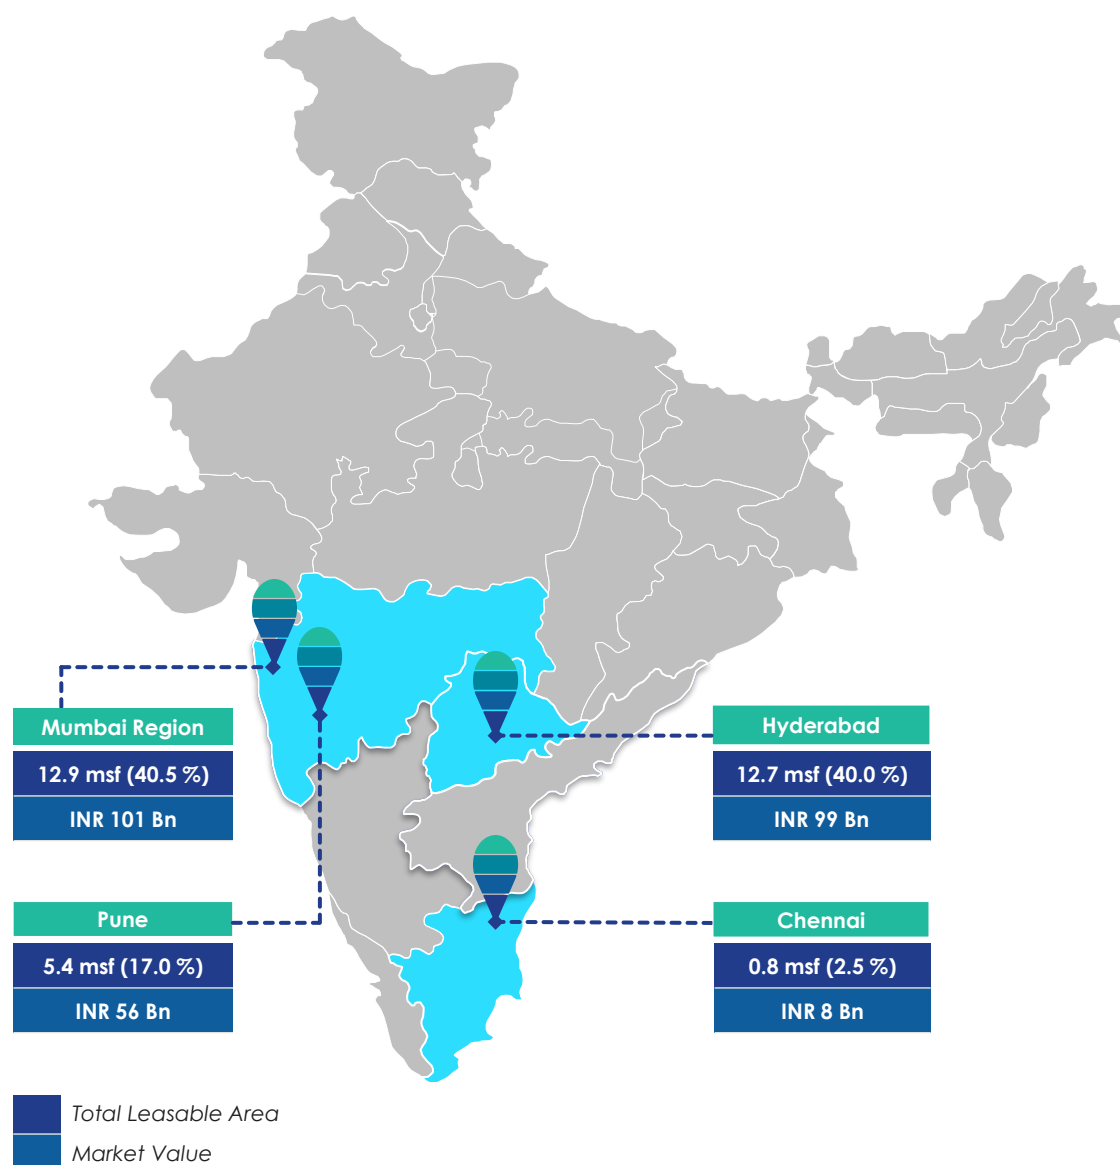 Mumbai Region
12.9 msf (40.5 %)
INR 101 Bn
Hyderabad
12.7 msf (40.0 %)
INR 99 Bn
Pune
5.4 msf (17.0 %)
INR 56 Bn
Chennai
0.8 msf (2.5 %)
INR 8 Bn
Total Leasable Area
Market Value